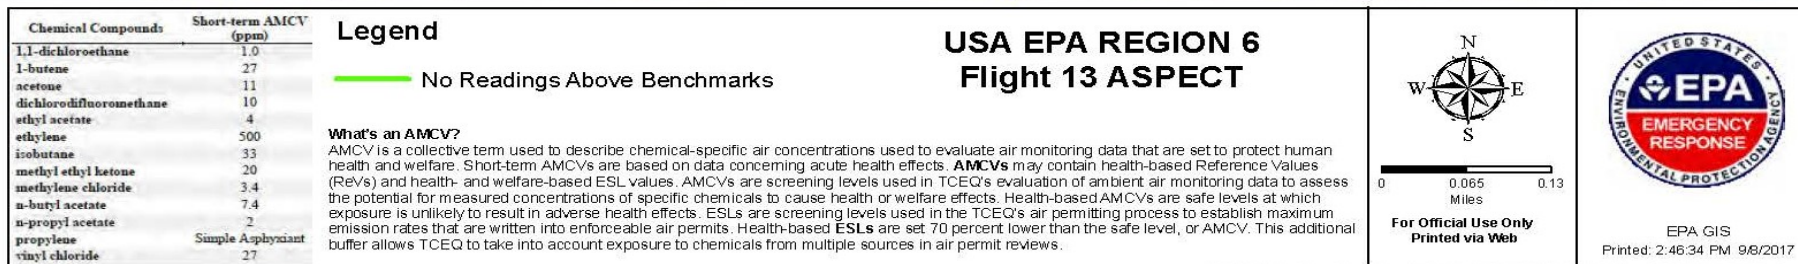 Chemical Compounds Short-term AMCV (ppm)
1,1-dichloroethane 1.0
1-butene 27
acetone 11
dichlorodifluoromethane 10
ethyl acetate 4
ethylene 500
isobutane 33
methyl ethyl ketone 20
methylene chloride 3.4
n-butyl acetate 7.4
n-propyl acetate 2
propylene Simple Asphyxiant
vinyl chloride 27
Legend
No Readings Above Benchmarks
USA EPA REGION 6
Flight 13 ASPECT
What's an AMCV?
AMCV is a collective term used to describe chemical-specific air concentrations used to evaluate air monitoring data that are set to protect human
health and welfare. Short-term AMCVs are based on data concerning acute health effects. AMCVs may contain health-based Reference Values
(ReVs) and health- and welfare-based ESL values. AMCVs are screening levels used in TCEQ's evaluation of ambient air monitoring data to assess
the potential for measured concentrations of specific chemicals to cause health or welfare effects. Health-based AMCVs are safe levels at which
exposure is unlikely to result in adverse health effects. ESLs are screening levels used in the TCEQ's air permitting process to establish maximum
emission rates that are written into enforceable air permits. Health-based ESLs are set 70 percent lower than the safe level, or AMCV. This additional
buffer allows TCEQ to take into account exposure to chemicals from multiple sources in air permit reviews.
N
W E
S
0 0.065 0.13
Miles
For Official Use Only
Printed via Web
UNITED STATES
EPA
EMERGENCY
RESPONSE
ENVIRONMENTAL PROTECTION AGENCY
EPA GIS
Printed: 2:46:34 PM 9/8/2017